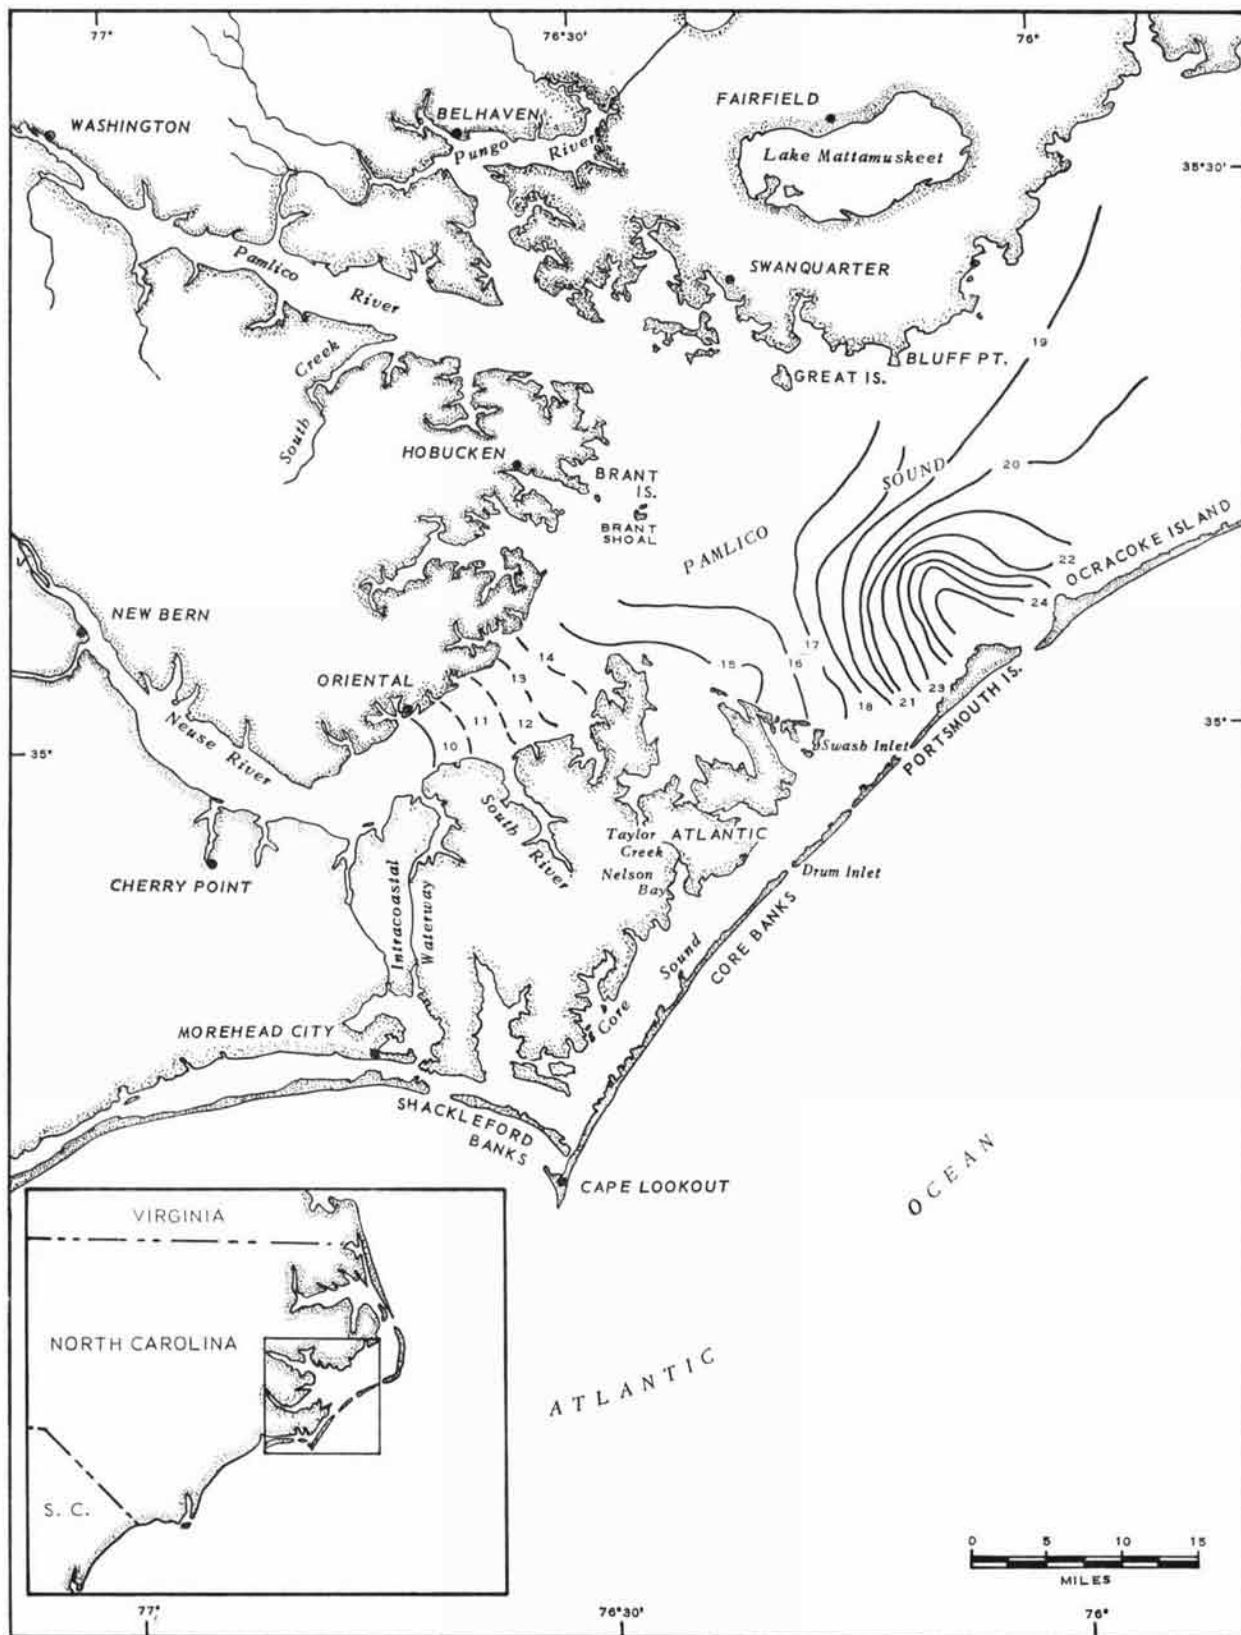 77°
76°30'
76°
WASHINGTON
BELHAVEN
Pungo
River
FAIRFIELD
Lake Mattamuskeet
35°30'
Pamlico
River
SWANQUARTER
19
South
Creek
BLUFF PT.
GREAT IS.
HOBUCKEN
BRANT
IS.
BRANT
SHOAL
SOUND
20
PAMLICO
OCRACOKE ISLAND
22
24
NEW BERN
17
14
15
16
13
ORIENTAL
23
18
21
12
11
10
PORTSMOUTH IS.
35°
35°
Neuse
River
Swash Inlet
South
River
Taylor
Creek
ATLANTIC
CHERRY POINT
Nelson
Bay
Drum Inlet
Intracoastal
Waterway
Sound
CORE BANKS
Core
MOREHEAD CITY
SHACKLEFORD
BANKS
CAPE LOOKOUT
OCEAN
VIRGINIA
NORTH CAROLINA
ATLANTIC
S. C.
0 5 10 15
MILES
77°
76°30'
76°